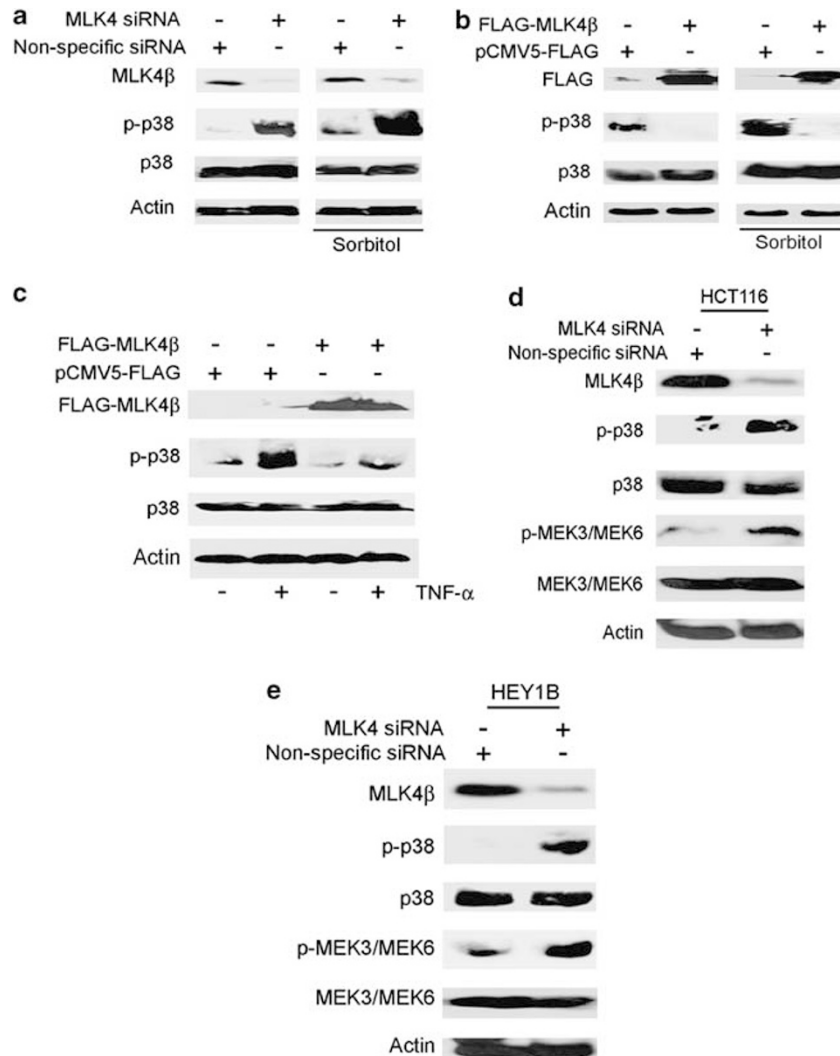 a
MLK4 siRNA - + - +
Non-specific siRNA + - + -
MLK4β
p-p38
p38
Actin
Sorbitol
b
FLAG-MLK4β - + - +
pCMV5-FLAG + - + -
FLAG
p-p38
p38
Actin
Sorbitol
c
FLAG-MLK4β - - + +
pCMV5-FLAG + + - -
FLAG-MLK4β
p-p38
p38
Actin
- + - + TNF-α
d
HCT116
MLK4 siRNA - +
Non-specific siRNA + -
MLK4β
p-p38
p38
p-MEK3/MEK6
MEK3/MEK6
Actin
e
HEY1B
MLK4 siRNA - +
Non-specific siRNA + -
MLK4β
p-p38
p38
p-MEK3/MEK6
MEK3/MEK6
Actin